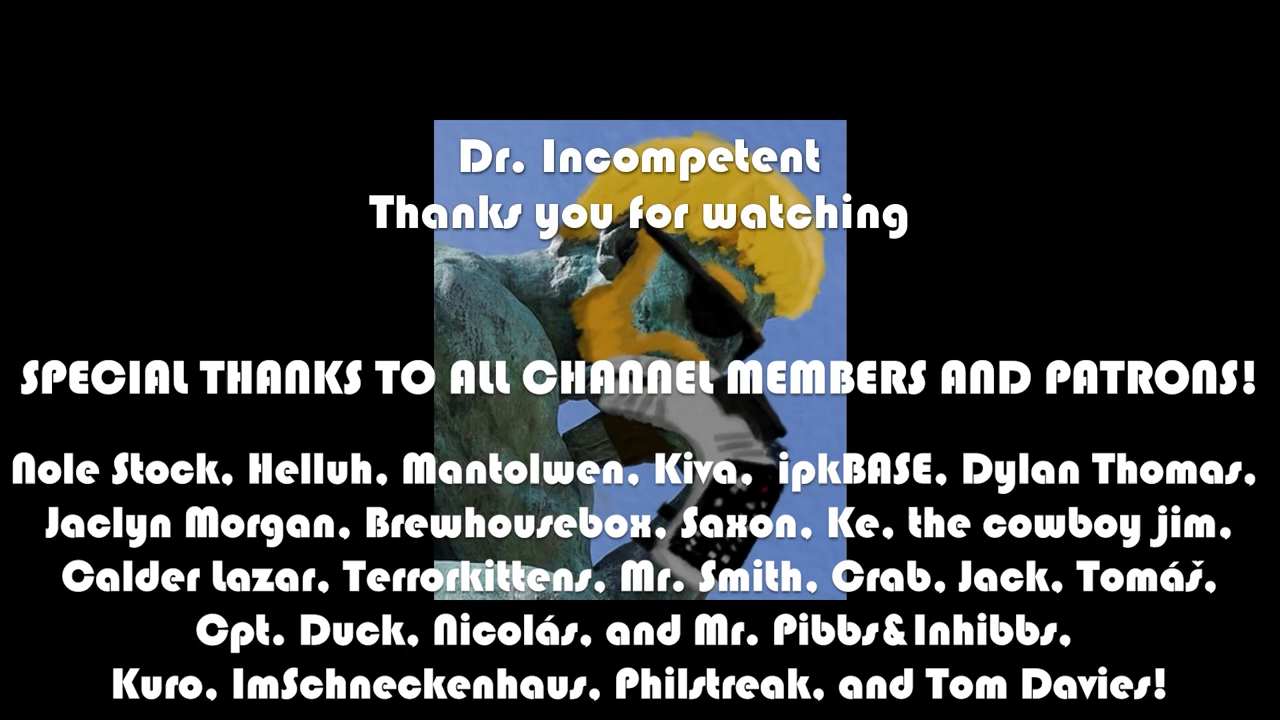 Dr. Incompetent
Thanks you for watching
SPECIAL THANKS TO ALL CHANNEL MEMBERS AND PATRONS!
Nole Stock, Helluh, Mantolwen, Kiva, ipkBASE, Dylan Thomas,
Jaclyn Morgan, Brewhousebox, Saxon, Ke, the cowboy jim,
Calder Lazar, Terrorkittens, Mr. Smith, Crab, Jack, Tomáš,
Cpt. Duck, Nicolás, and Mr. Pibbs&Inhibbs,
Kuro, ImSchneckenhaus, Philstreak, and Tom Davies!